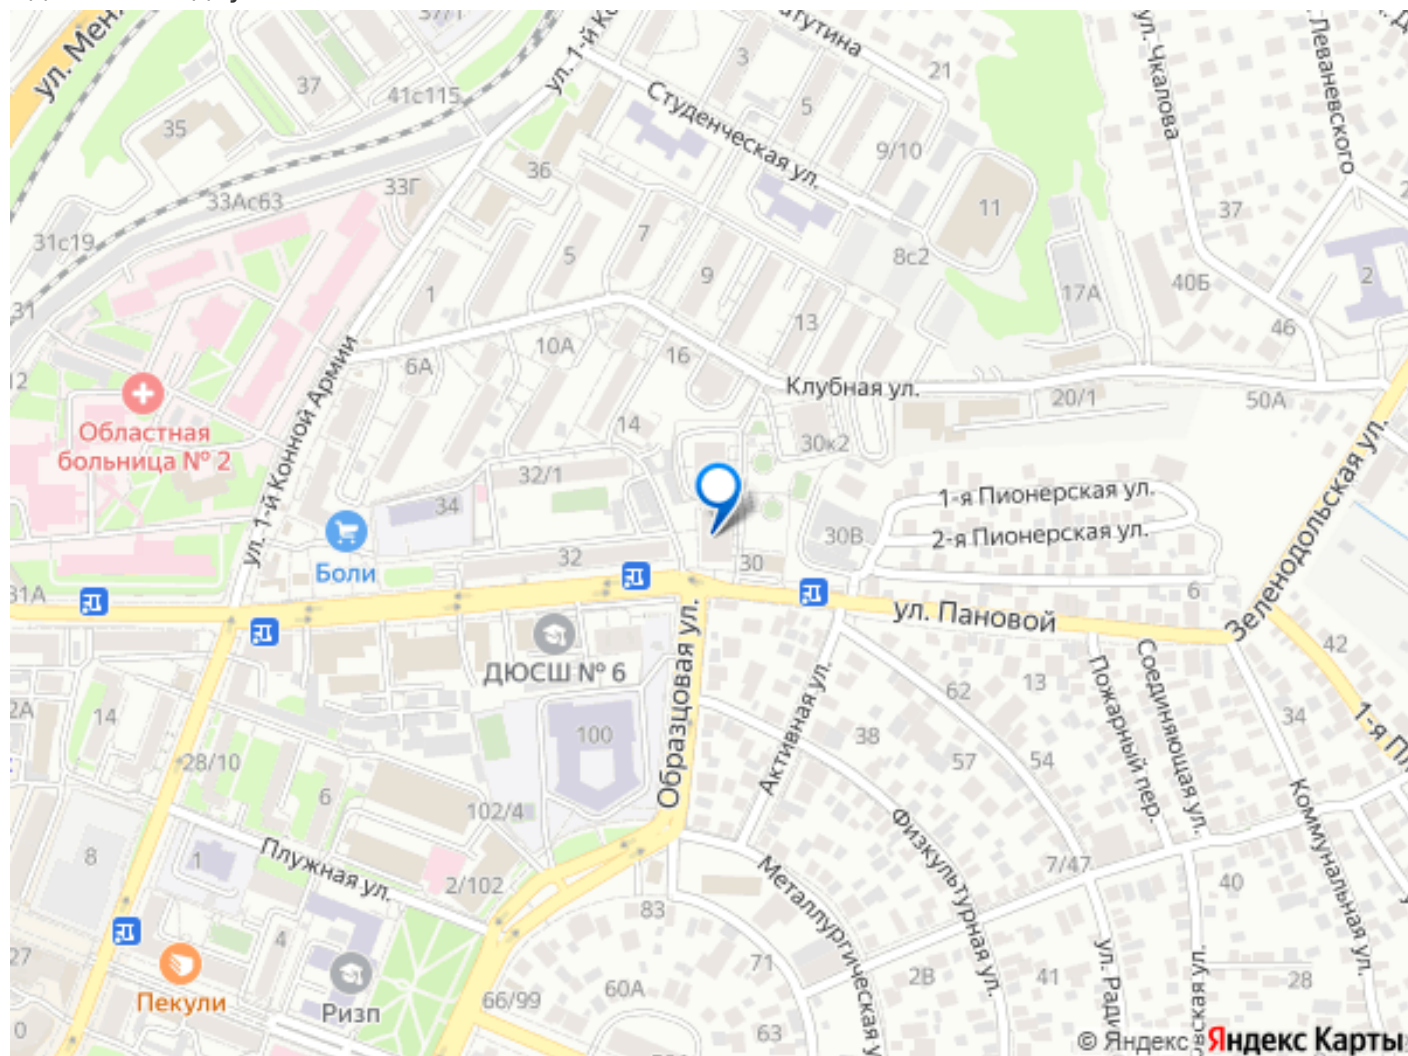 ул. 1-й Ко
37/1
3
21
ул. Чкалова
Леваневского
37
41с115
Студенческая ул.
5
35
9/10
36
33Г
33Ас63
11
37
31с19
7
8с2
5
9
40Б
2
17А
1
31
13
46
10А
16
6А
12
Клубная ул.
20/1
50А
ул. 1-й Конной Армии
14
Областная
больница № 2
30к2
32/1
1-я Пионерская ул.
34
2-я Пионерская ул.
30В
Зеленодольская ул.
32
30
Боли
31А
6
ул. Пановой
42
ДЮСШ № 6
Образцовая ул.
Активная ул.
Пожарный пер.
Соединяющая ул.
62
13
2А
14
100
38
34
28/10
57
54
6
102/4
Физкультурная ул.
Коммунальная ул.
8
1
Плужная ул.
Металлургическая у
7/47
2/102
40
83
4
27
71
2В
41
28
Пекули
66/99
60А
ул. Ради
Ризп
63
© Яндекс Яндекс Карты